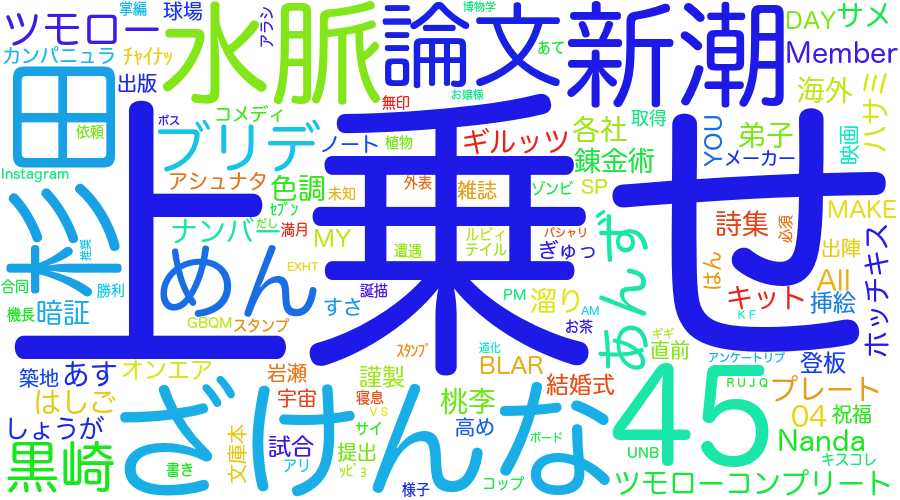 掌編
球場
アラシ
水脈
論文
新潮
博物学
DAY
サメ
ツモロー
Member
カンパニュラ
チャイナッ
出版
あて
海外
ハサミ
お嬢様
無印
コメディ
取得
田
依頼
ボス
ブリデ
ノート
植物
ギルッツ
各社
YOU
弟子
映画
メーカー
錬金術
Instagram
アシュナタ
色調
未知
外表
雑誌
ゾンビ
SP
MAKE
上乗せ
杉
推奨
セブン
だし
満月
ナンバー
MY
遭遇
ルビィ
テイル
パシャリ
ぎゅっ
あんず
詩集
必須
出陣
ホッチキス
めん
EXHT
合同
勝利
誕描
PM
溜り
AM
はん
キット
All
挿絵
機長
暗証
GBQM
スタンプ
すさ
お茶
KF
ギギ
直前
アンケートリプ
登板
スタンプ
道化
築地
あす
オンエア
岩瀬
謹製
BLAR
結婚式
45
プレート
はしご
宇宙
寝息
桃李
VS
ざけんな
04
祝福
しょうが
サイ
高め
RUJQ
Nanda
黒崎
文庫本
試合
提出
ボード
UNB
キスコレ
書き
アリ
ッピョ
様子
コップ
ツモローコンプリート